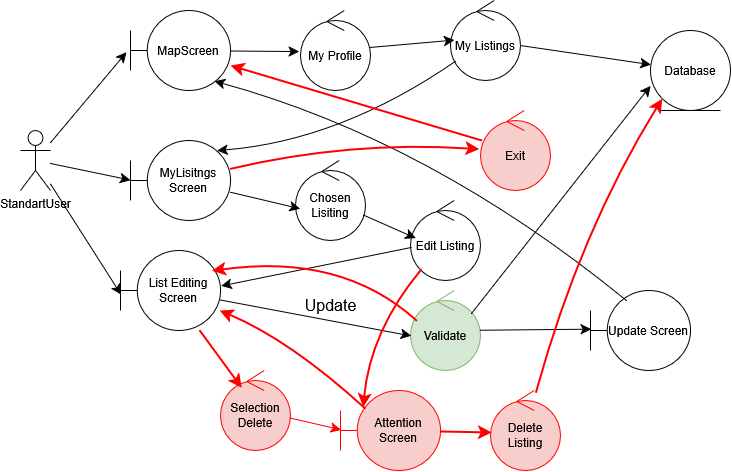 MapScreen
My Profile
My Listings
Database
Exit
StandartUser
MyLisitngs
Screen
Chosen
Lisiting
Edit Listing
List Editing
Screen
Update
Validate
Update Screen
Selection
Delete
Attention
Screen
Delete
Listing